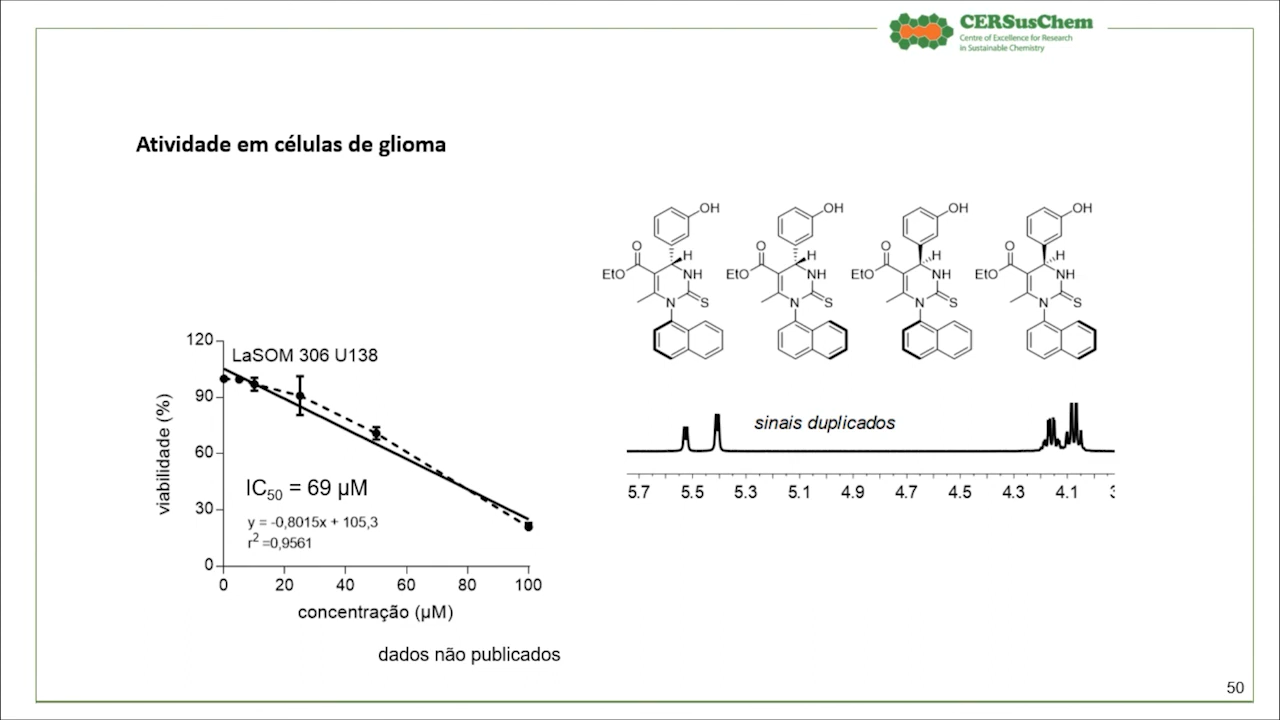 CERSusChem
Centre of Excellence for Research
in Sustainable Chemistry
Atividade em células de glioma
OH OH OH OH
O O O O
H H H H
EtO NH EtO NH EtO NH EtO NH
N S N S N S N S
120
LaSOM 306 U138
90
60
30
0
viabilidade (%)
IC50 = 69 µM
y = -0,8015x + 105,3
r2 =0,9561
0 20 40 60 80 100
concentração (µM)
sinais duplicados
5.7 5.5 5.3 5.1 4.9 4.7 4.5 4.3 4.1
dados não publicados
50